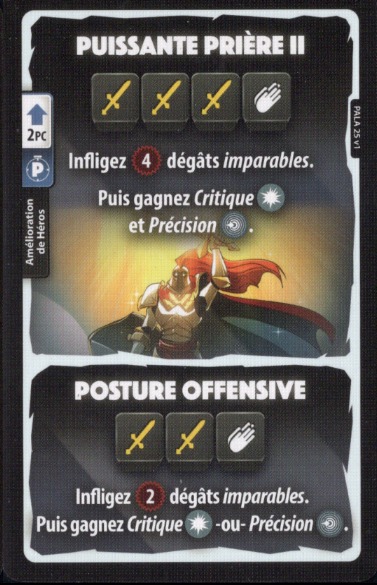 PUISSANTE PRIÈRE II
2PC
P
Amélioration
de Héros
PALA 25 V1
Infligez 4 dégâts imparables.
Puis gagnez Critique
et Précision .
POSTURE OFFENSIVE
Infligez 2 dégâts imparables.
Puis gagnez Critique -ou- Précision .